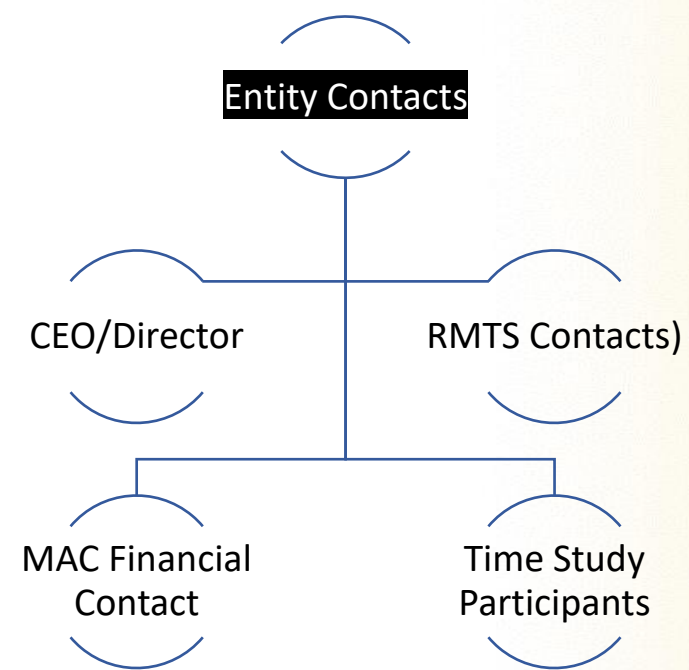 Entity Contacts
CEO/Director
RMTS Contacts)
MAC Financial
Contact
Time Study
Participants